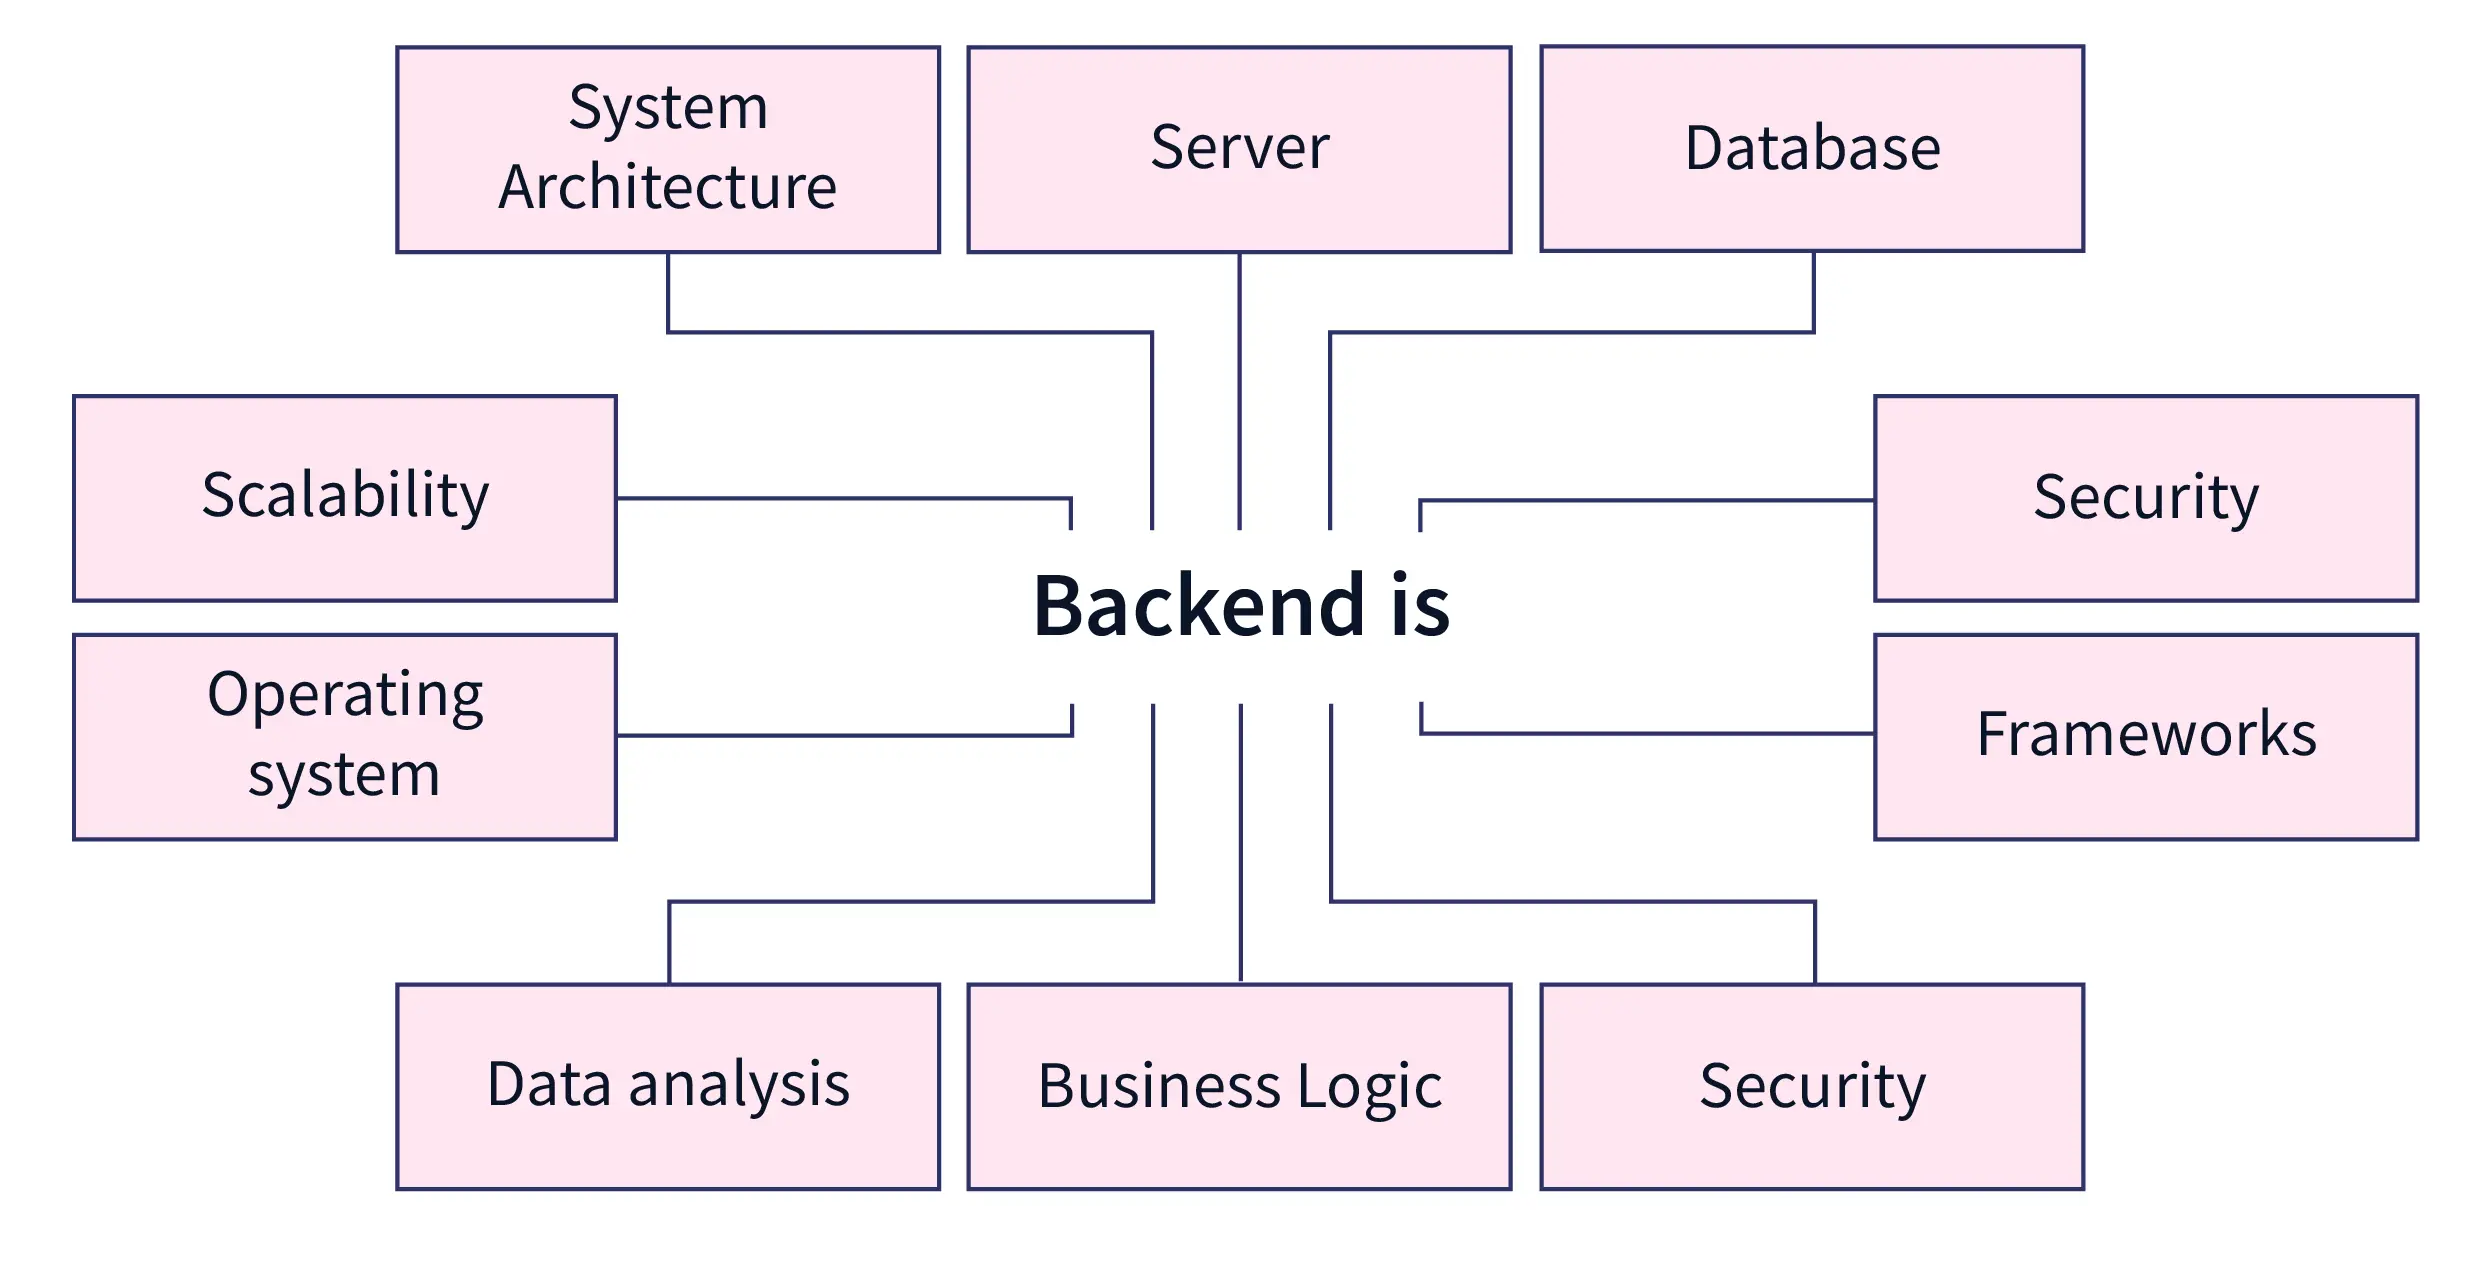 System
Architecture
Server
Database
Scalability
Security
Backend is
Operating
system
Frameworks
Data analysis
Business Logic
Security